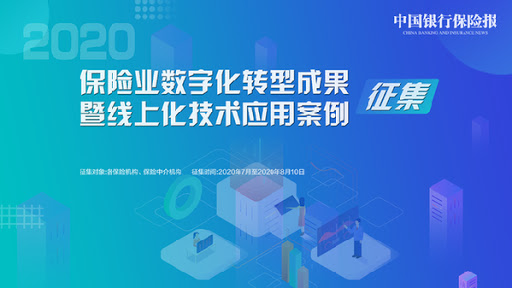 2020
中国银行保险报
CHINA BANKING AND INSURANCE NEWS
保险业数字化转型成果
暨线上化技术应用案例
征集
征集对象:各保险机构、保险中介机构 征集时间:2020年7月至2020年8月10日